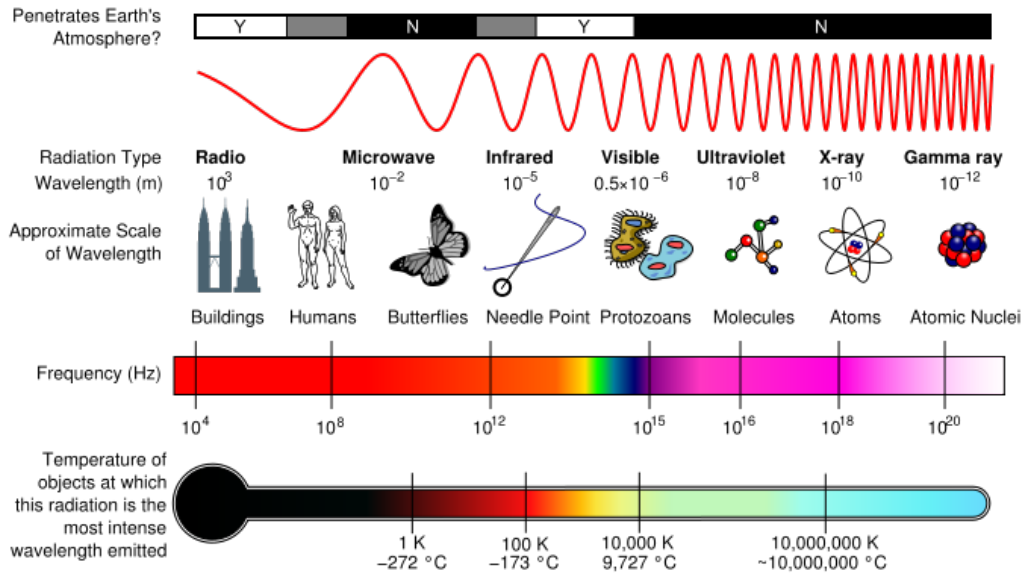 Penetrates Earth's
Atmosphere?
Y N Y N
Radiation Type
Radio Microwave Infrared Visible Ultraviolet X-ray Gamma ray
Wavelength (m)
10³ 10⁻² 10⁻⁵ 0.5×10⁻⁶ 10⁻⁸ 10⁻¹⁰ 10⁻¹²
Approximate Scale
of Wavelength
Buildings Humans Butterflies Needle Point Protozoans Molecules Atoms Atomic Nuclei
Frequency (Hz)
10⁴ 10⁸ 10¹² 10¹⁵ 10¹⁶ 10¹⁸ 10²⁰
Temperature of
objects at which
this radiation is the
most intense
wavelength emitted
1 K 100 K 10,000 K 10,000,000 K
−272 °C −173 °C 9,727 °C ~10,000,000 °C